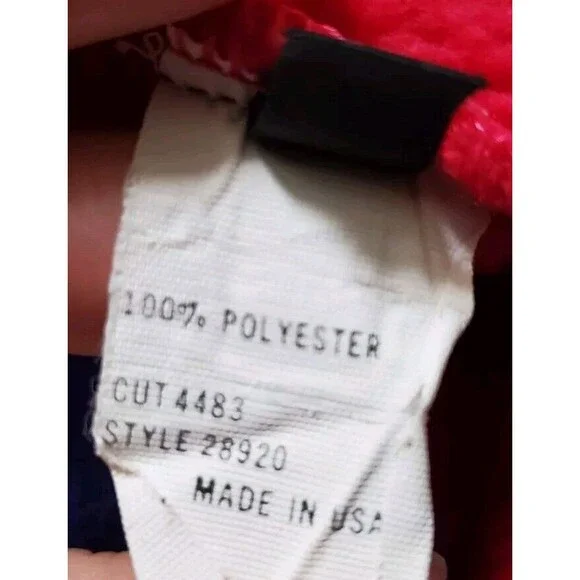 100% POLYESTER
CUT 4483
STYLE 28920
MADE IN USA